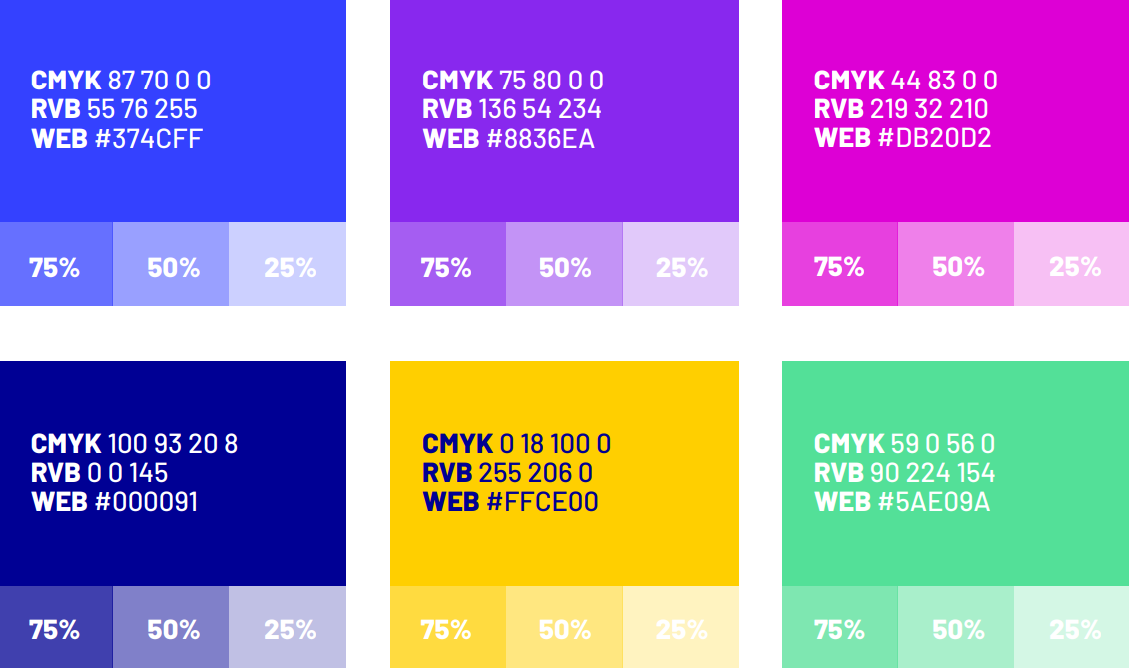 CMYK 87 70 0 0
RVB 55 76 255
WEB #374CFF
75% 50% 25%
CMYK 75 80 0 0
RVB 136 54 234
WEB #8836EA
75% 50% 25%
CMYK 44 83 0 0
RVB 219 32 210
WEB #DB20D2
75% 50% 25%
CMYK 100 93 20 8
RVB 0 0 145
WEB #000091
75% 50% 25%
CMYK 0 18 100 0
RVB 255 206 0
WEB #FFCE00
75% 50% 25%
CMYK 59 0 56 0
RVB 90 224 154
WEB #5AE09A
75% 50% 25%